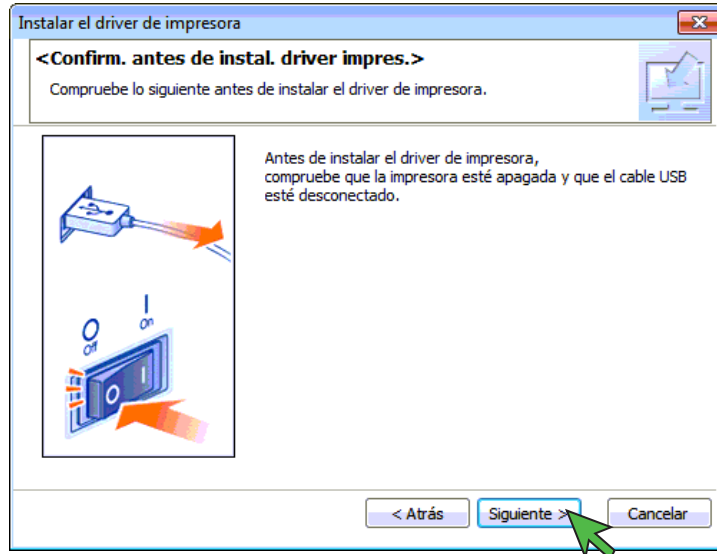 Instalar el driver de impresora
<Confirm. antes de instal. driver impres.>
Compruebe lo siguiente antes de instalar el driver de impresora.
Antes de instalar el driver de impresora,
compruebe que la impresora esté apagada y que el cable USB
esté desconectado.
Off
On
< Atrás
Siguiente >
Cancelar